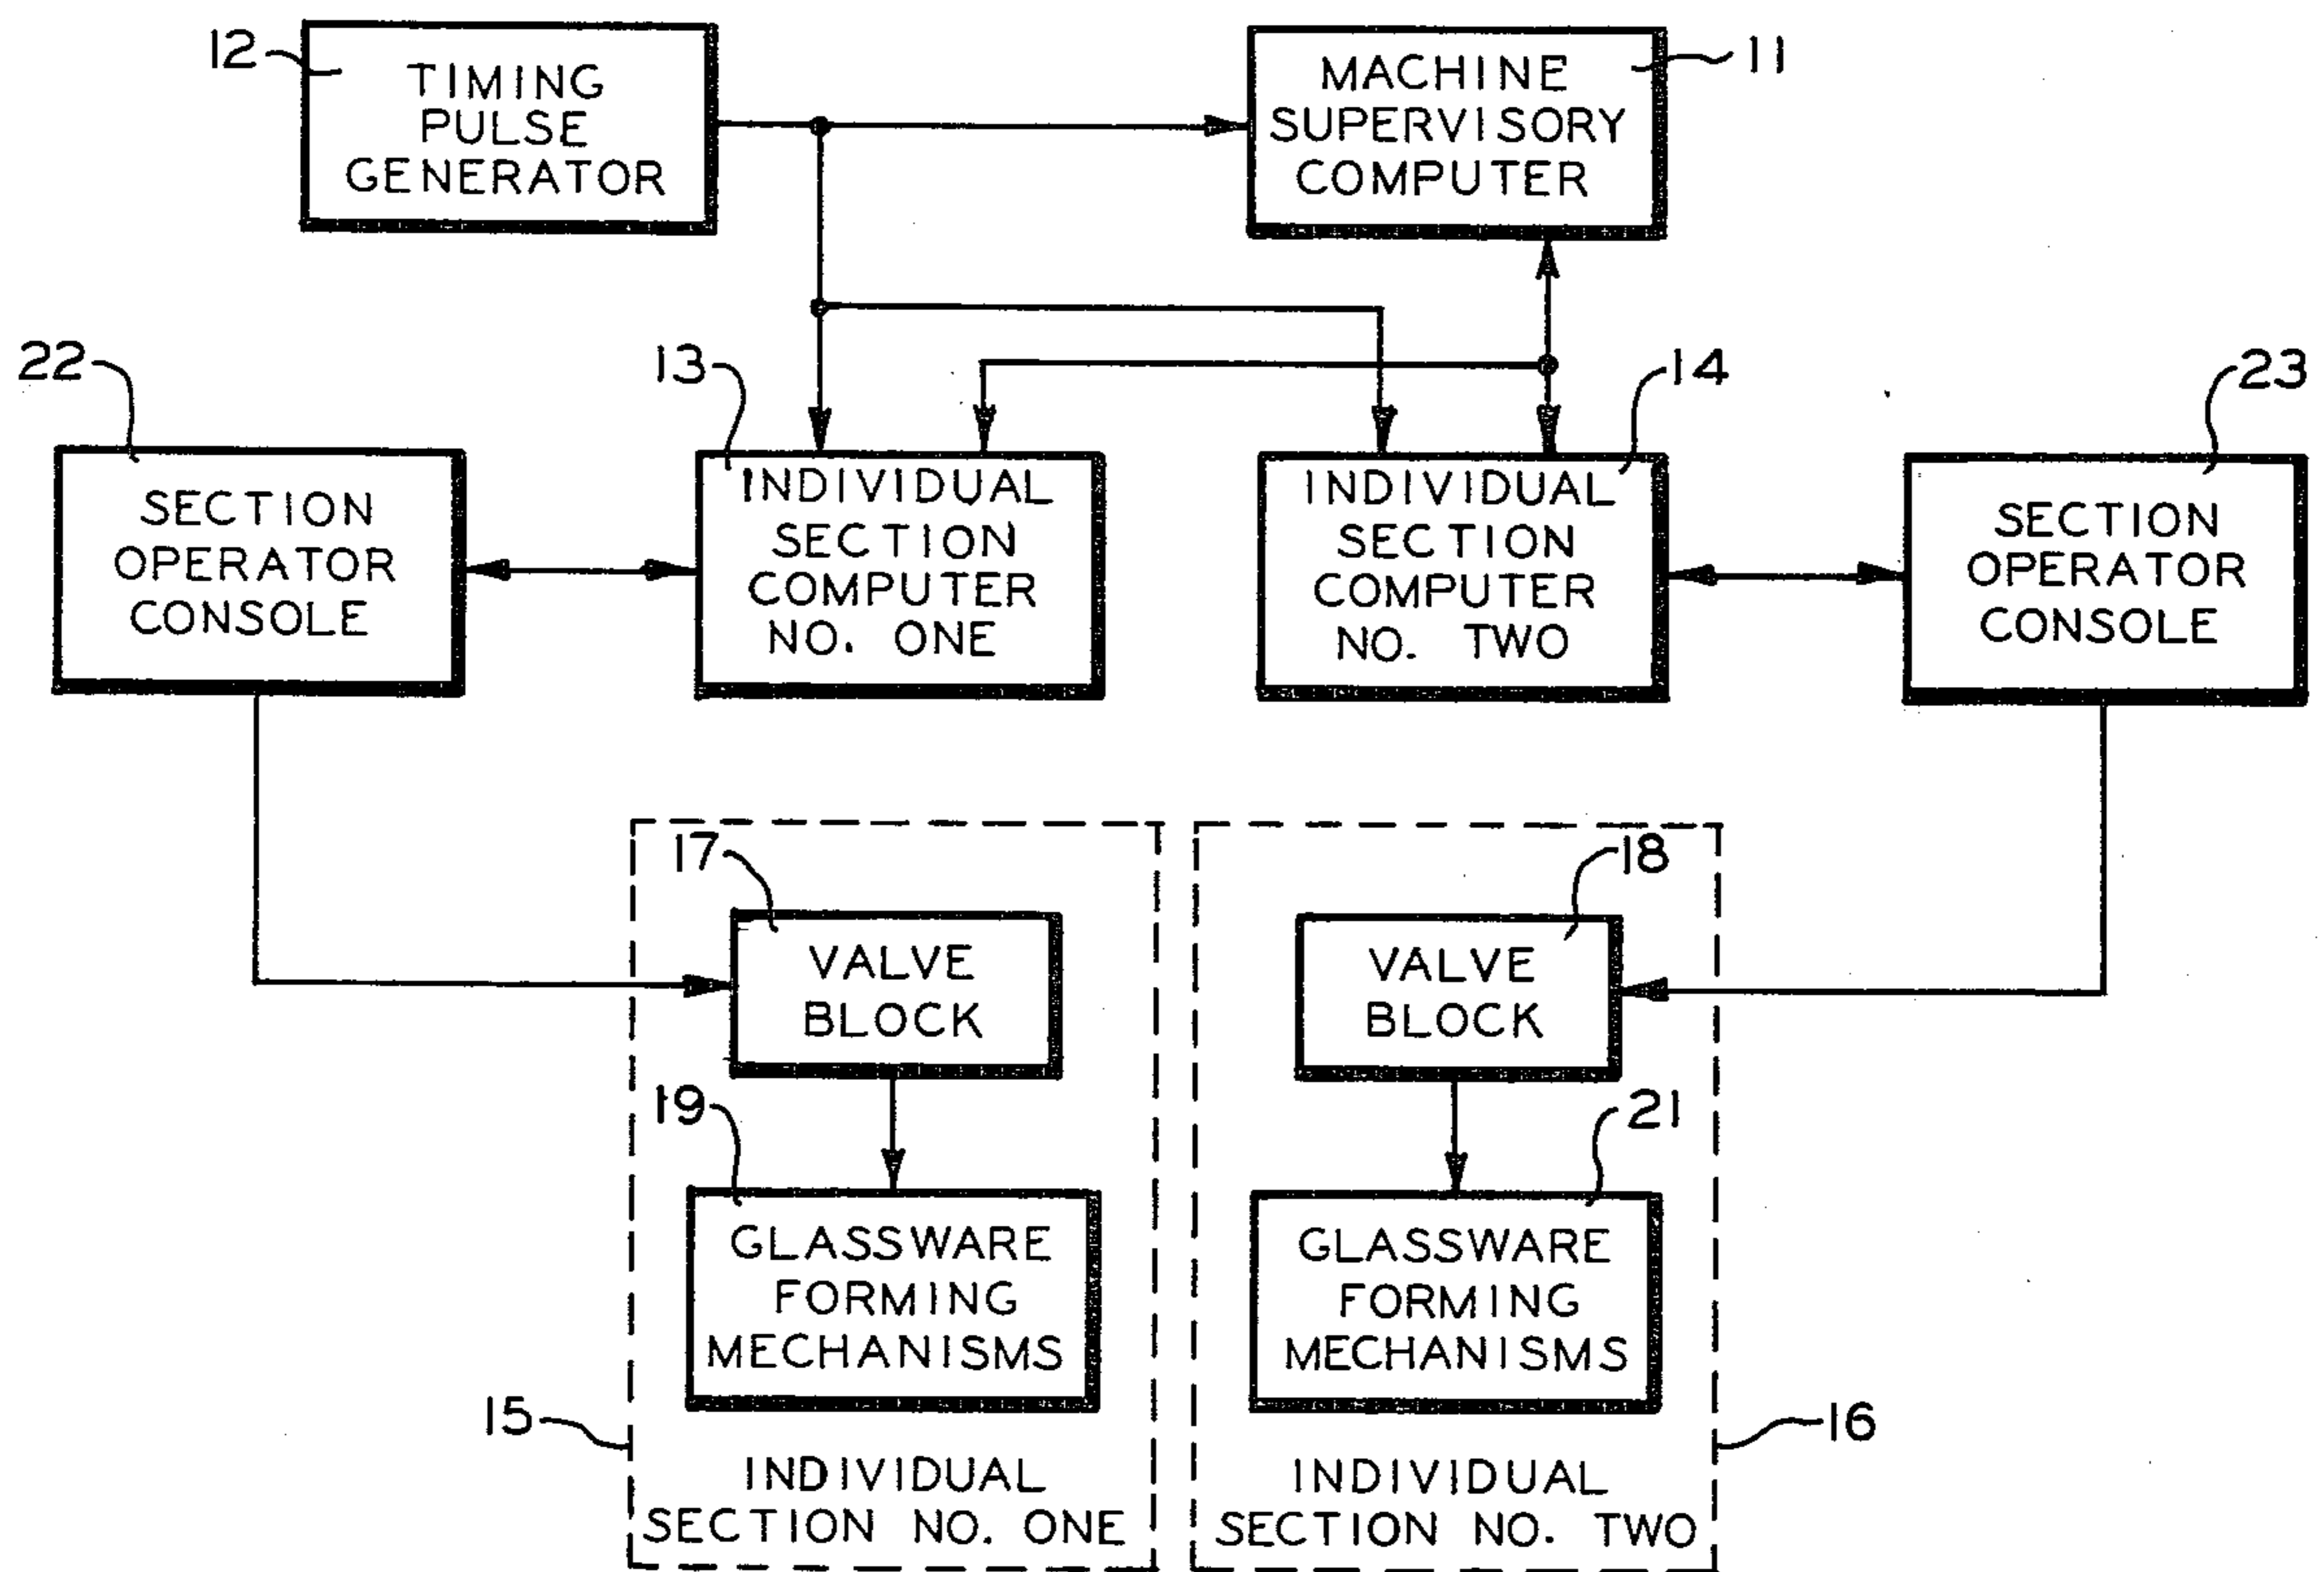 12
TIMING
PULSE
GENERATOR
MACHINE
SUPERVISORY
COMPUTER
11
22
SECTION
OPERATOR
CONSOLE
13
INDIVIDUAL
SECTION
COMPUTER
NO. ONE
14
INDIVIDUAL
SECTION
COMPUTER
NO. TWO
23
SECTION
OPERATOR
CONSOLE
17
VALVE
BLOCK
18
VALVE
BLOCK
19
GLASSWARE
FORMING
MECHANISMS
21
GLASSWARE
FORMING
MECHANISMS
15
INDIVIDUAL
SECTION NO. ONE
16
INDIVIDUAL
SECTION NO. TWO